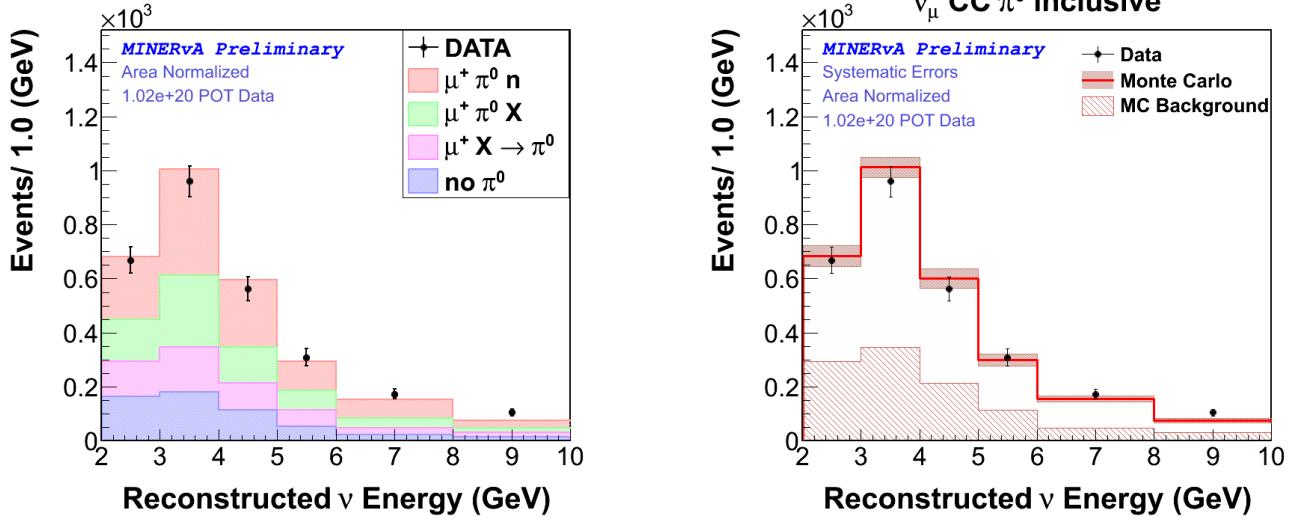 ×10³
MINERvA Preliminary
Area Normalized
1.02e+20 POT Data
DATA
μ⁺ π⁰ n
μ⁺ π⁰ X
μ⁺ X → π⁰
no π⁰
Events/ 1.0 (GeV)
1.4
1.2
1
0.8
0.6
0.4
0.2
0
2 3 4 5 6 7 8 9 10
Reconstructed ν Energy (GeV)
CC π⁰ Inclusive
×10³
MINERvA Preliminary
Systematic Errors
Area Normalized
1.02e+20 POT Data
Data
Monte Carlo
MC Background
Events/ 1.0 (GeV)
1.4
1.2
1
0.8
0.6
0.4
0.2
0
2 3 4 5 6 7 8 9 10
Reconstructed ν Energy (GeV)